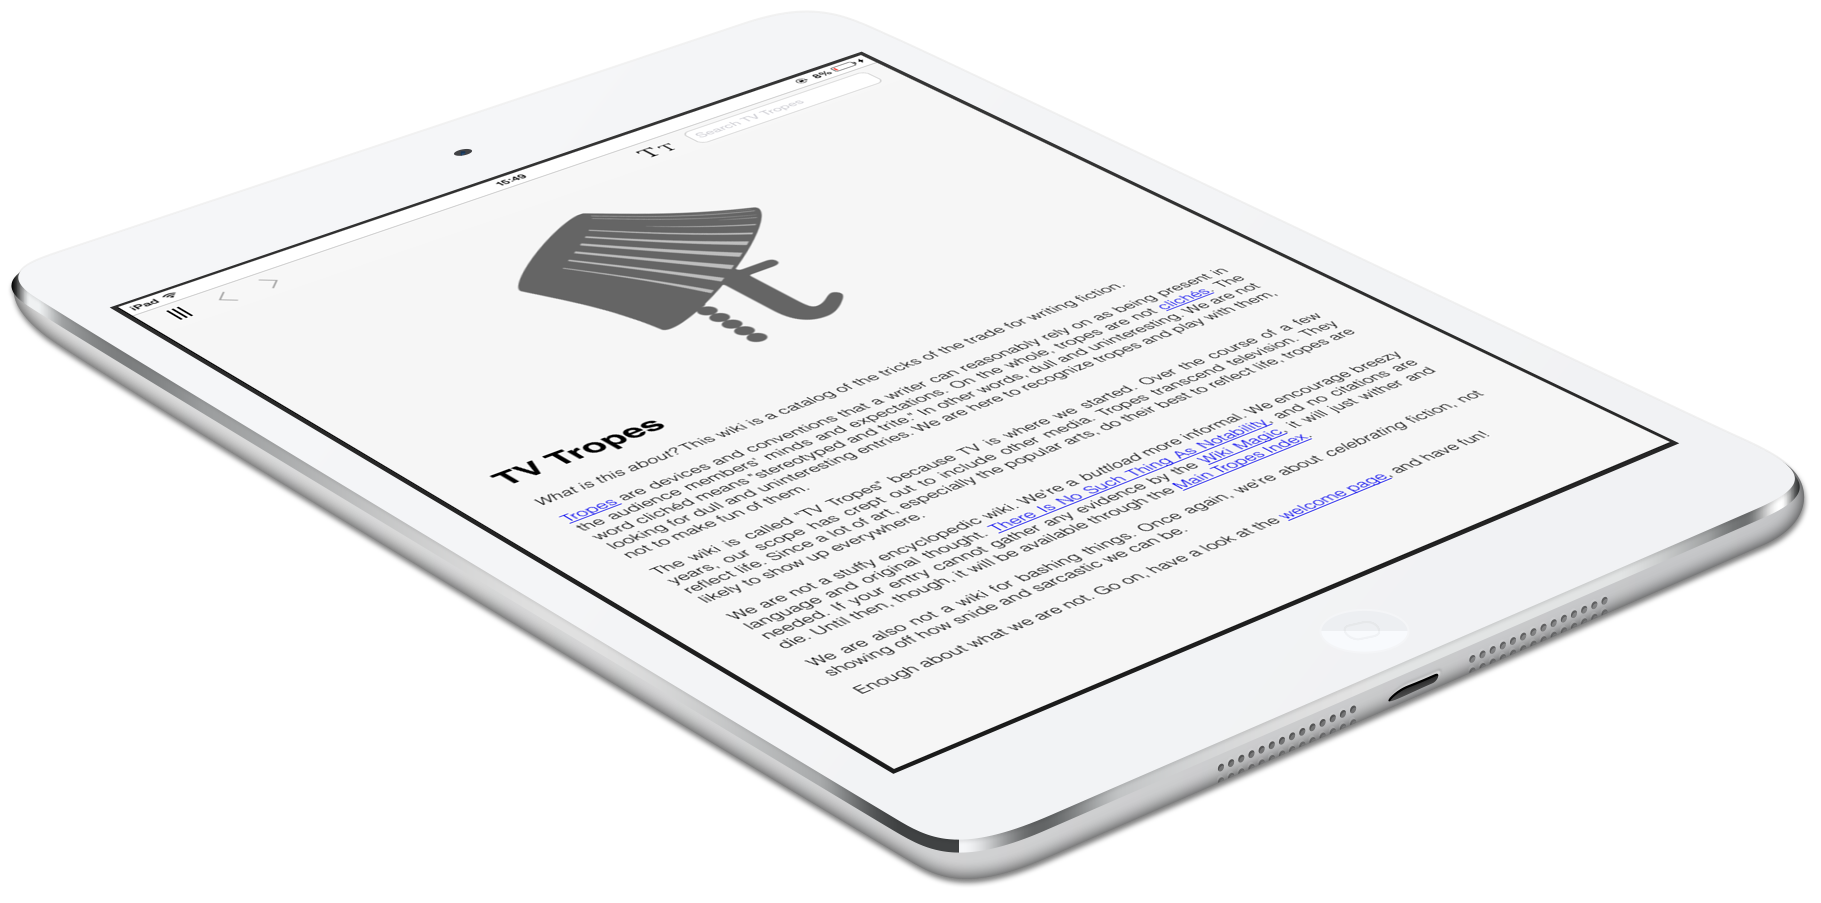 iPad
15:49
8%
TT
Search TV Tropes
TV Tropes
What is this about? This wiki is a catalog of the tricks of the trade for writing fiction.
Tropes are devices and conventions that a writer can reasonably rely on as being present in
the audience members' minds and expectations. On the whole, tropes are not clichés. The
word clichéd means "stereotyped and trite." In other words, dull and uninteresting. We are not
looking for dull and uninteresting entries. We are here to recognize tropes and play with them,
not to make fun of them.
The wiki is called "TV Tropes" because TV is where we started. Over the course of a few
years, our scope has crept out to include other media. Tropes transcend television. They
reflect life. Since a lot of art, especially the popular arts, do their best to reflect life, tropes are
likely to show up everywhere.
We are not a stuffy encyclopedic wiki. We're a buttload more informal. We encourage breezy
language and original thought. There Is No Such Thing As Notability, and no citations are
needed. If your entry cannot gather any evidence by the Wiki Magic, it will just wither and
die. Until then, though, it will be available through the Main Tropes Index.
We are also not a wiki for bashing things. Once again, we're about celebrating fiction, not
showing off how snide and sarcastic we can be.
Enough about what we are not. Go on, have a look at the welcome page, and have fun!